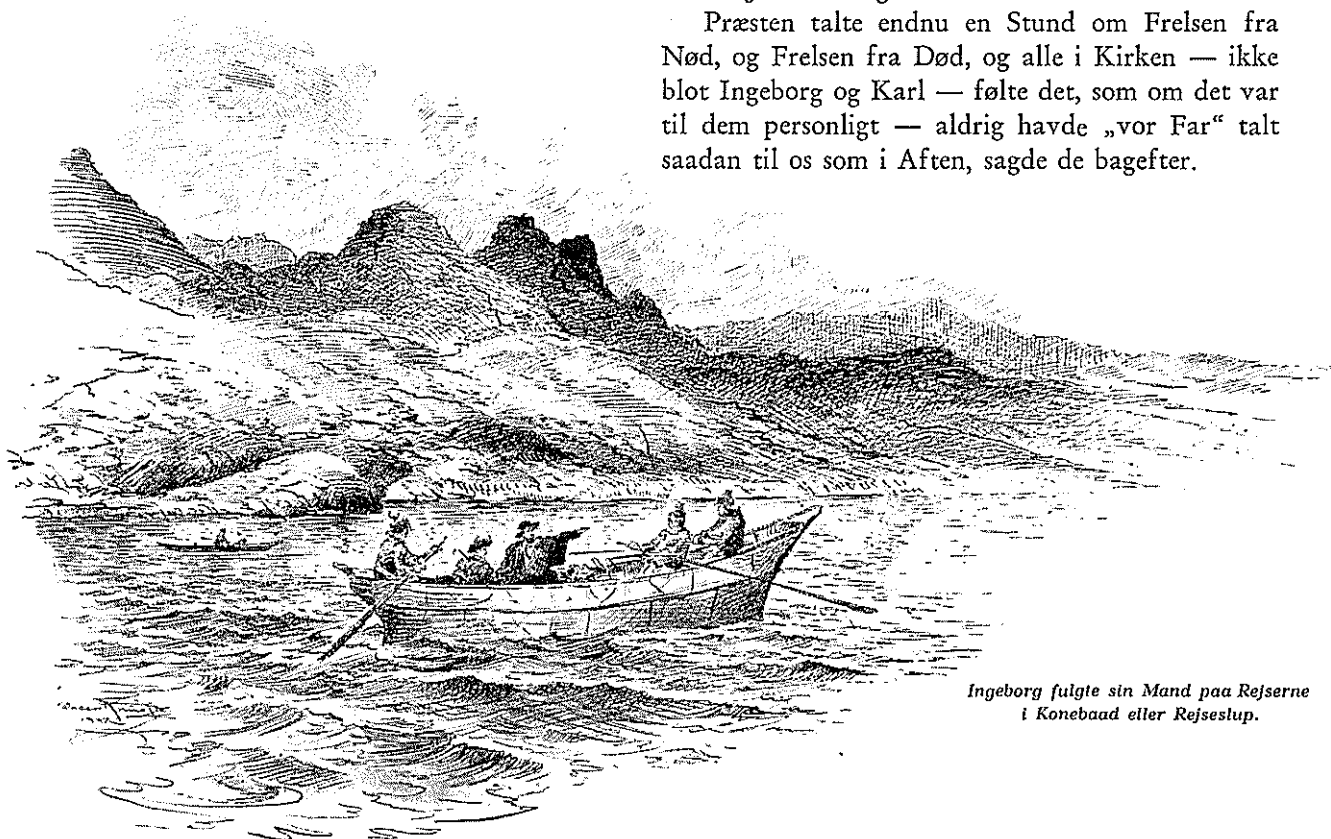 Præsten talte endnu en Stund om Frelsen fra
Nød, og Frelsen fra Død, og alle i Kirken — ikke
blot Ingeborg og Karl — følte det, som om det var
til dem personligt — aldrig havde „vor Far“ talt
saadan til os som i Aften, sagde de bagefter.
Ingeborg fulgte sin Mand paa Rejserne
i Konebaad eller Rejseslup.